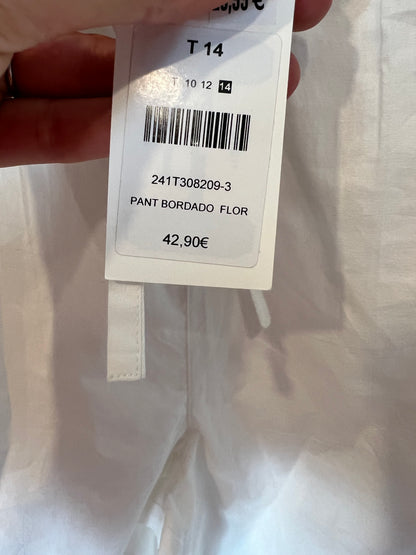 T 14
T 10 12 14
241T308209-3
PANT BORDADO FLOR
42,90€